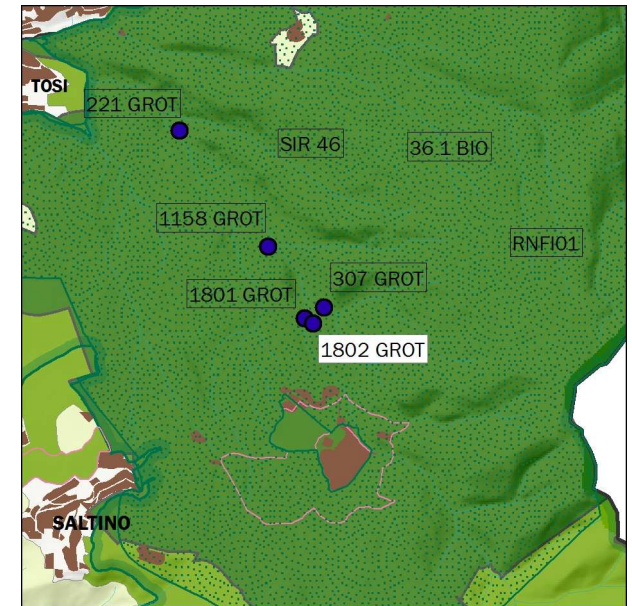 TOSI
221 GROT
SIR 46
36.1 BIO
1158 GROT
RNFI01
1801 GROT
307 GROT
1802 GROT
SALTINO